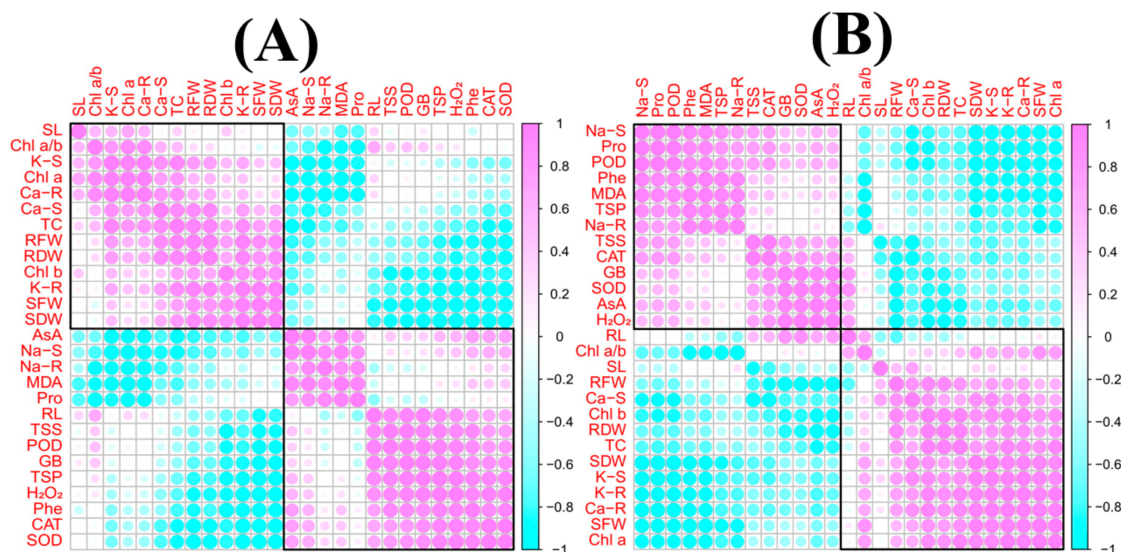 (A)
SL Chl a/b K-S Chl a Ca-R Ca-S TC RFW RDW Chl b K-R SFW SDW AsA Na-S Na-R MDA Pro RL TSS POD GB TSP H₂O₂ Phe CAT SOD
SL
Chl a/b
K-S
Chl a
Ca-R
Ca-S
TC
RFW
RDW
Chl b
K-R
SFW
SDW
AsA
Na-S
Na-R
MDA
Pro
RL
TSS
POD
GB
TSP
H₂O₂
Phe
CAT
SOD
1
0.8
0.6
0.4
0.2
0
−0.2
−0.4
−0.6
−0.8
−1
(B)
Na-S Pro POD Phe MDA TSP Na-R TSS CAT GB SOD AsA H₂O₂ RL Chl a/b SL RFW Ca-S Chl b RDW TC SDW K-S K-R Ca-R SFW Chl a
Na-S
Pro
POD
Phe
MDA
TSP
Na-R
TSS
CAT
GB
SOD
AsA
H₂O₂
RL
Chl a/b
SL
RFW
Ca-S
Chl b
RDW
TC
SDW
K-S
K-R
Ca-R
SFW
Chl a
1
0.8
0.6
0.4
0.2
0
−0.2
−0.4
−0.6
−0.8
−1